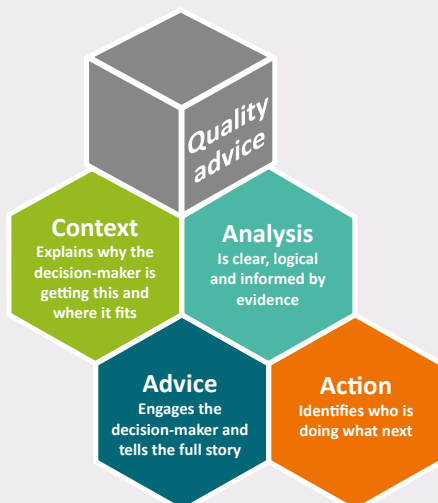 Quality
advice
Context
Explains why the
decision-maker is
getting this and
where it fits
Analysis
Is clear, logical
and informed by
evidence
Advice
Engages the
decision-maker and
tells the full story
Action
Identifies who is
doing what next